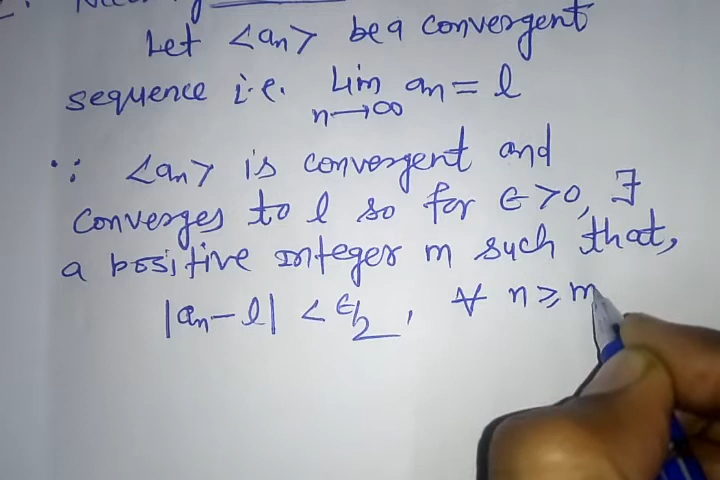 Let <an> be a convergent
sequence i.e. Lim an = l
n→∞
∵ <an> is convergent and
converges to l so for ϵ>0, ∃
a positive integer m such that,
|an - l| < ϵ/2, ∀ n ≥ m